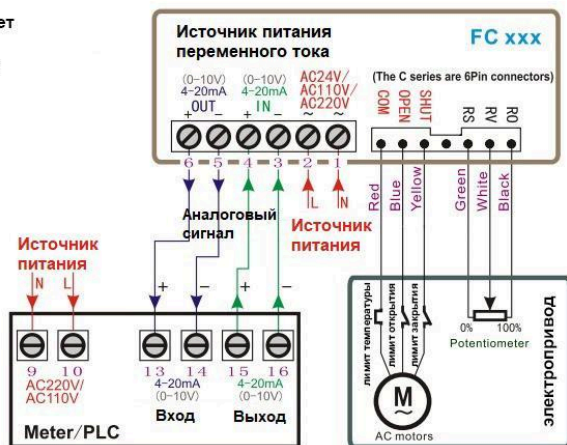 ет
Источник питания
переменного тока
FC xxx
(The C series are 6Pin connectors)
(0-10V)
4-20mA
OUT
(0-10V)
4-20mA
IN
AC24V/
AC110V/
AC220V
COM
OPEN
SHUT
RS
RV
RO
+
−
+
−
~
~
6
5
4
3
2
1
Аналоговый
сигнал
L
N
Источник
питания
Red
Blue
Yellow
Green
White
Black
Источник
питания
N
L
+
−
+
−
9
10
13
14
15
16
AC220V/
AC110V
4-20mA
(0-10V)
Вход
4-20mA
(0-10V)
Выход
Meter/PLC
лимит температуры
лимит открытия
лимит закрытия
0%
100%
Potentiometer
M
~
AC motors
электропривод